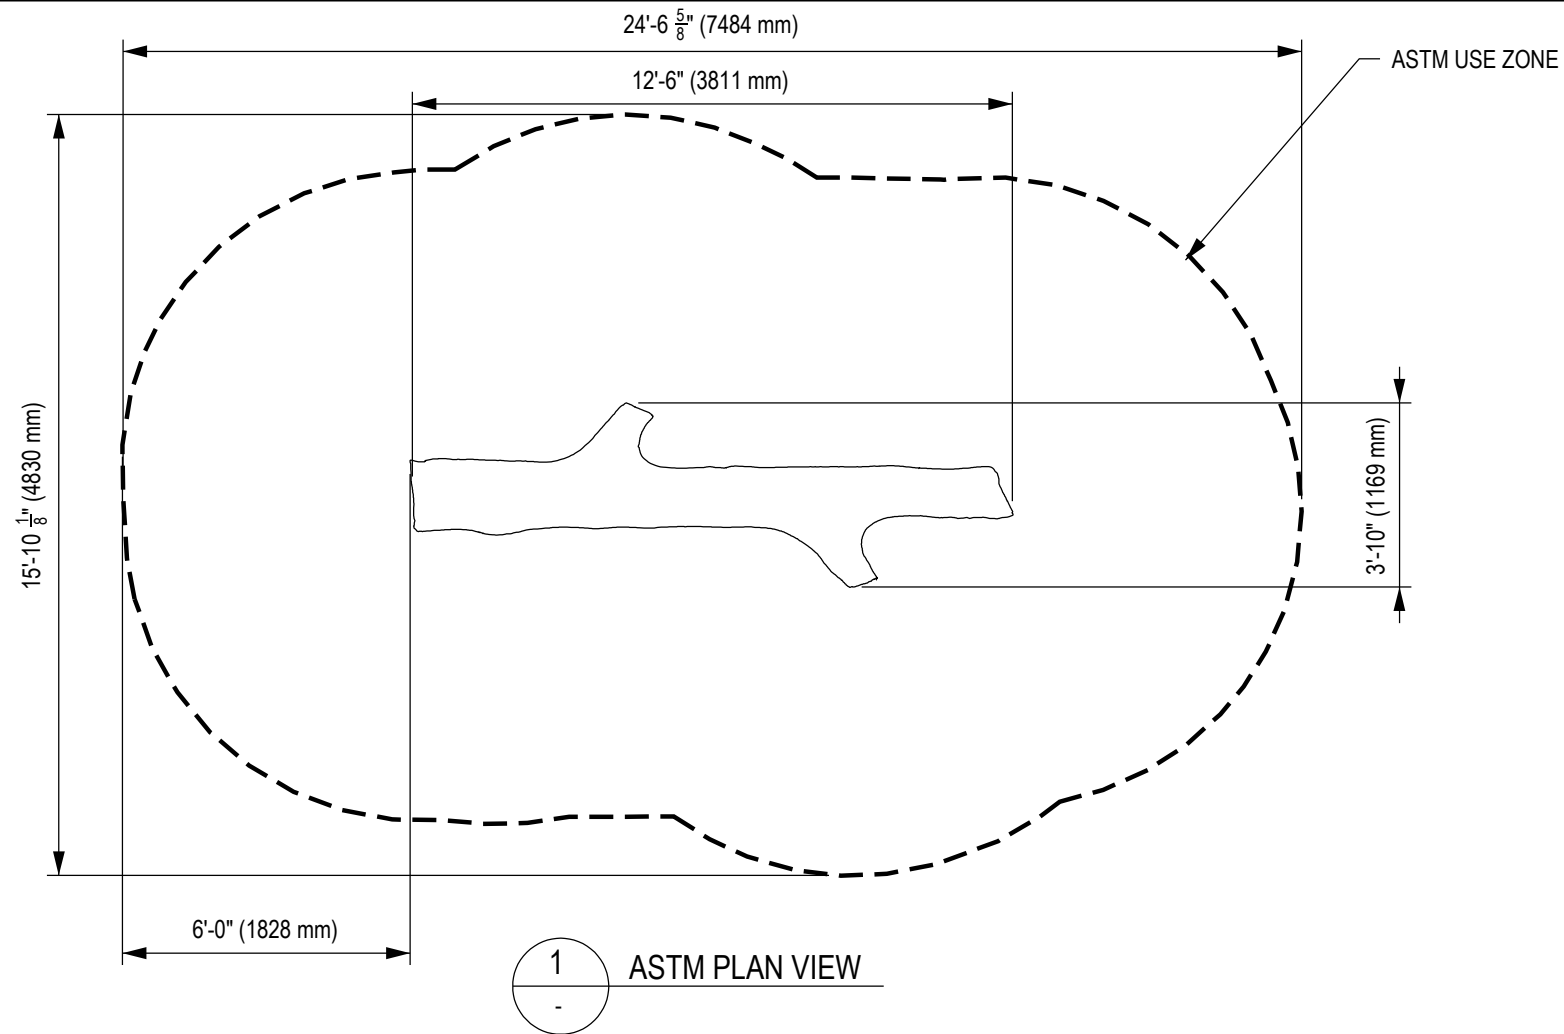 24'-6 5/8" (7484 mm)
ASTM USE ZONE
12'-6" (3811 mm)
15'-10 1/8" (4830 mm)
3'-10" (1169 mm)
6'-0" (1828 mm)
1
ASTM PLAN VIEW
-